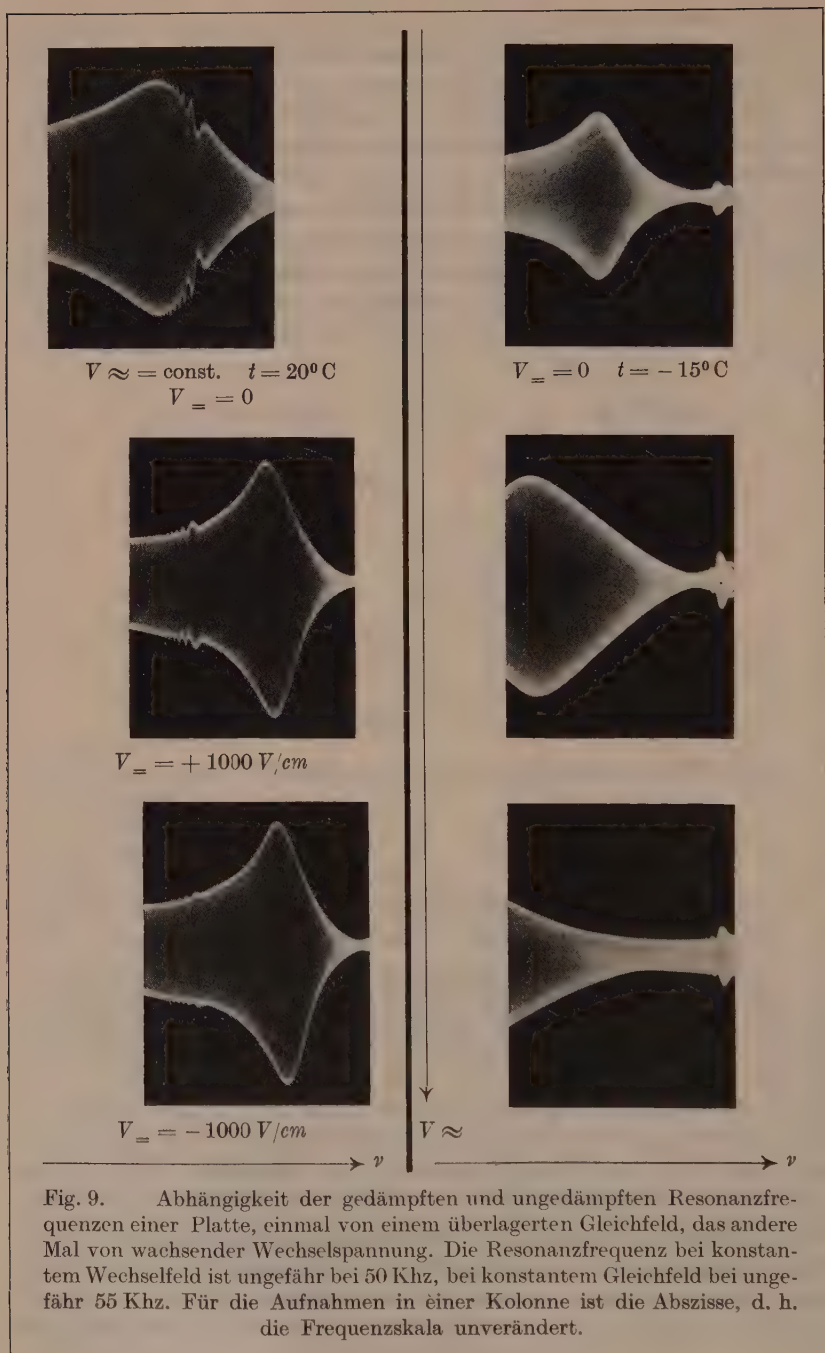 V ≈ = const. t = 20⁰ C
V₌ = 0
V₌ = 0 t = − 15⁰ C
V₌ = + 1000 V/cm
V₌ = − 1000 V/cm
V ≈
ν
ν
Fig. 9. Abhängigkeit der gedämpften und ungedämpften Resonanzfre-
quenzen einer Platte, einmal von einem überlagerten Gleichfeld, das andere
Mal von wachsender Wechselspannung. Die Resonanzfrequenz bei konstan-
tem Wechselfeld ist ungefähr bei 50 Khz, bei konstantem Gleichfeld bei unge-
fähr 55 Khz. Für die Aufnahmen in èiner Kolonne ist die Abszisse, d. h.
die Frequenzskala unverändert.